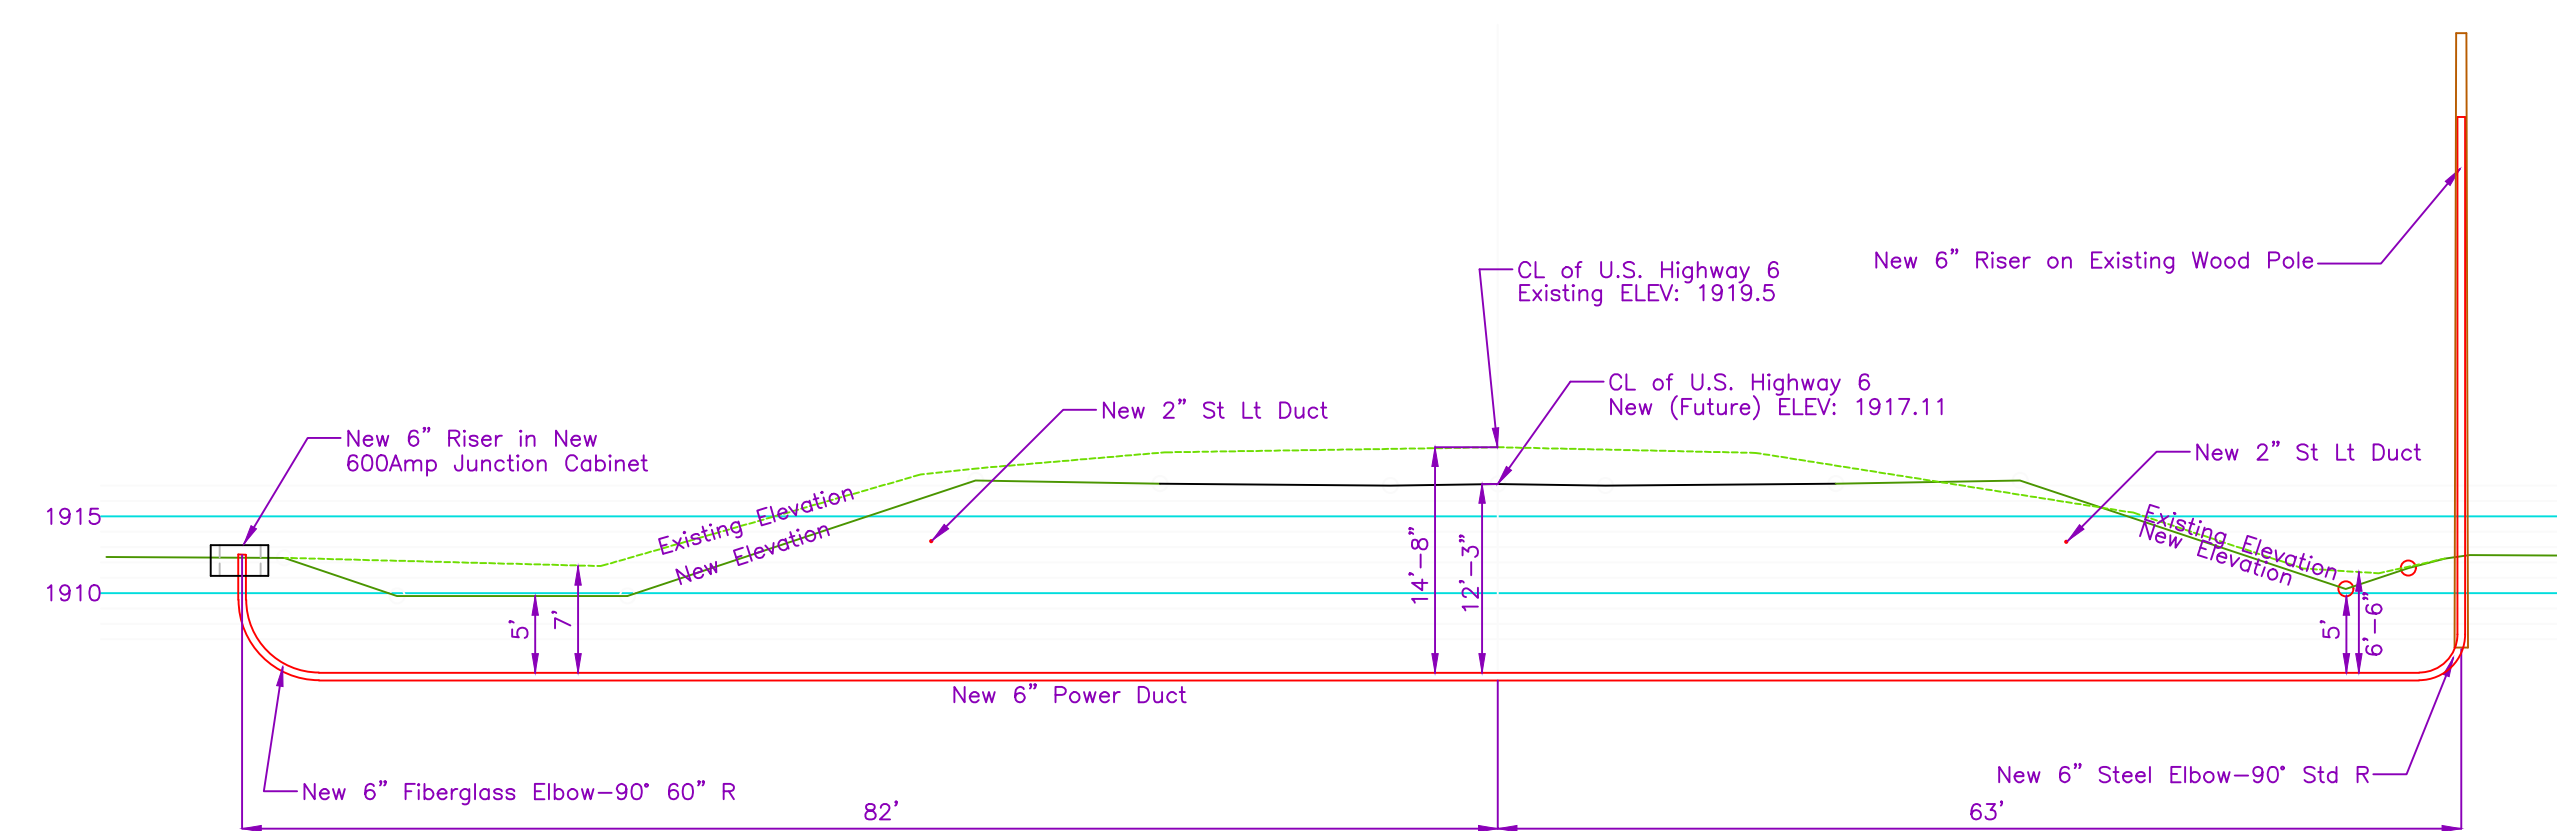 CL of U.S. Highway 6
Existing ELEV: 1919.5
New 6" Riser on Existing Wood Pole
CL of U.S. Highway 6
New (Future) ELEV: 1917.11
New 2" St Lt Duct
New 6" Riser in New
600Amp Junction Cabinet
New 2" St Lt Duct
1915
Existing Elevation
New Elevation
Existing Elevation
New Elevation
1910
5'
7'
14'-8"
12'-3"
5'
6'-6"
New 6" Power Duct
New 6" Fiberglass Elbow-90° 60" R
New 6" Steel Elbow-90° Std R
82'
63'